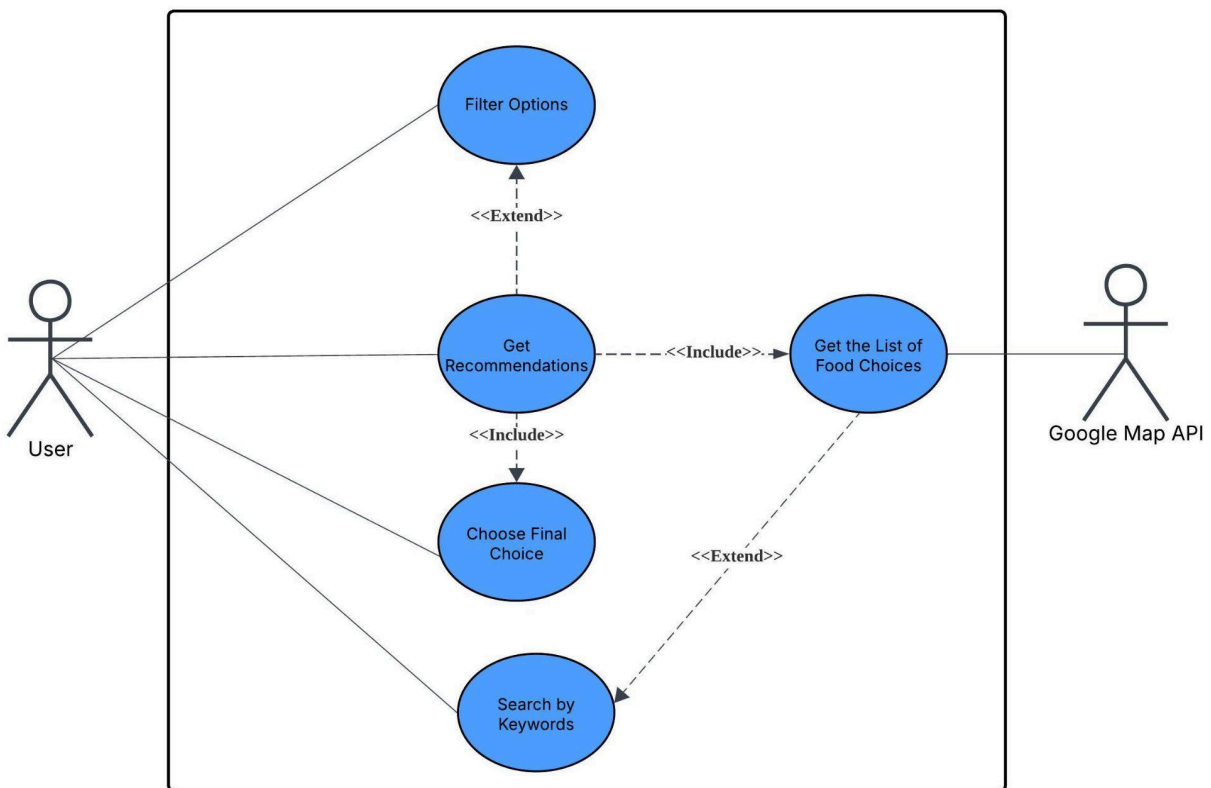 Filter Options
<<Extend>>
Get
Recommendations
<<Include>>
Get the List of
Food Choices
User
Google Map API
<<Include>>
Choose Final
Choice
<<Extend>>
Search by
Keywords